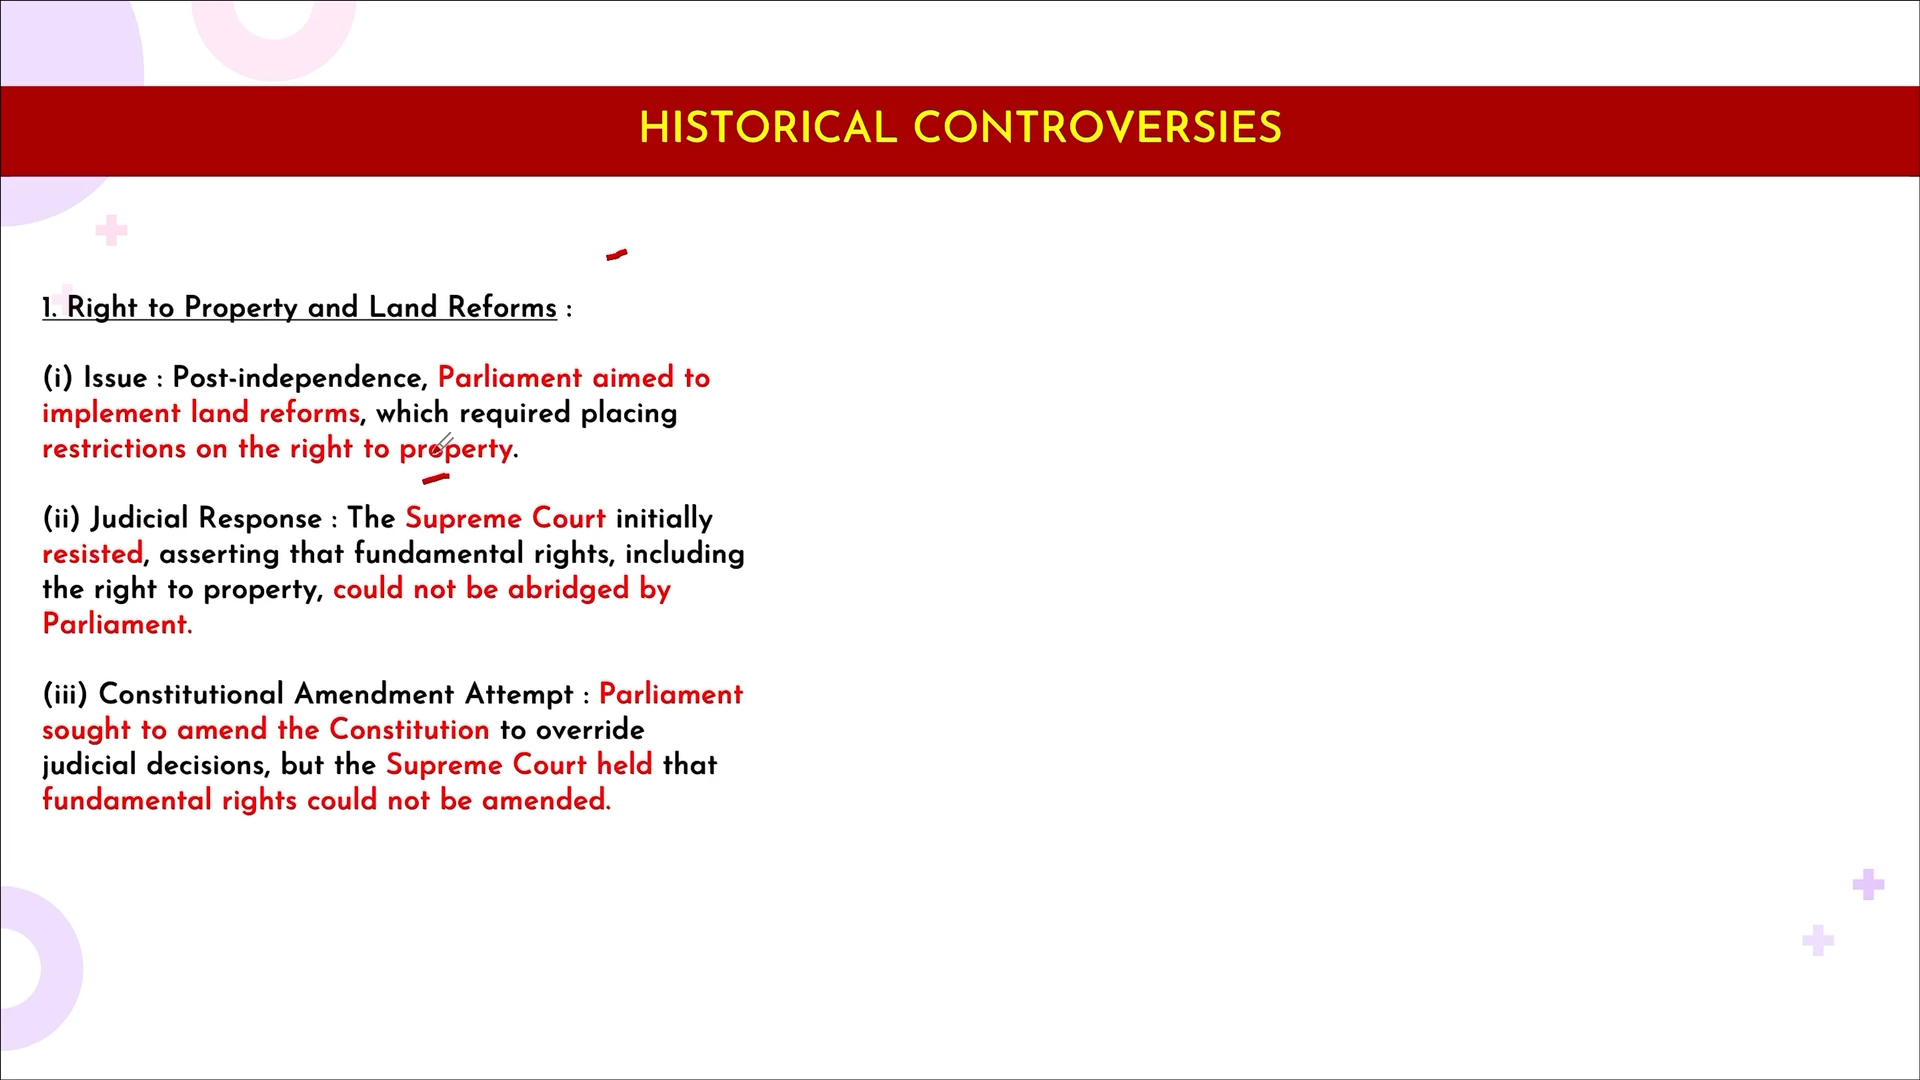 HISTORICAL CONTROVERSIES
1. Right to Property and Land Reforms :
(i) Issue : Post-independence, Parliament aimed to
implement land reforms, which required placing
restrictions on the right to property.
(ii) Judicial Response : The Supreme Court initially
resisted, asserting that fundamental rights, including
the right to property, could not be abridged by
Parliament.
(iii) Constitutional Amendment Attempt : Parliament
sought to amend the Constitution to override
judicial decisions, but the Supreme Court held that
fundamental rights could not be amended.